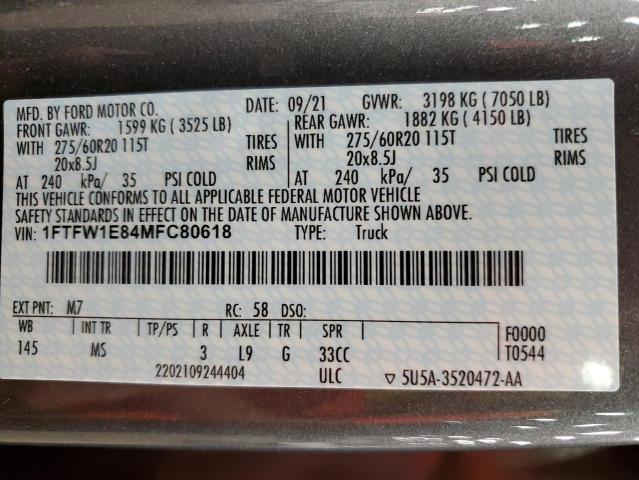 MFD. BY FORD MOTOR CO. DATE: 09/21 GVWR: 3198 KG ( 7050 LB)
FRONT GAWR: 1599 KG ( 3525 LB) REAR GAWR: 1882 KG ( 4150 LB)
WITH 275/60R20 115T TIRES WITH 275/60R20 115T TIRES
20x8.5J RIMS 20x8.5J RIMS
AT 240 kPa/ 35 PSI COLD AT 240 kPa/ 35 PSI COLD
THIS VEHICLE CONFORMS TO ALL APPLICABLE FEDERAL MOTOR VEHICLE
SAFETY STANDARD IN EFFECT ON THE DATE OF MANUFACTURE SHOWN ABOVE.
VIN: 1FTFW1E84MFC80618 TYPE: Truck
EXT PNT: M7 RC: 58 DSO:
WB INT TR TP/PS R AXLE TR SPR F0000
145 MS 3 L9 G 33CC T0544
2202109244404 ULC ▽ 5U5A-3520472-AA